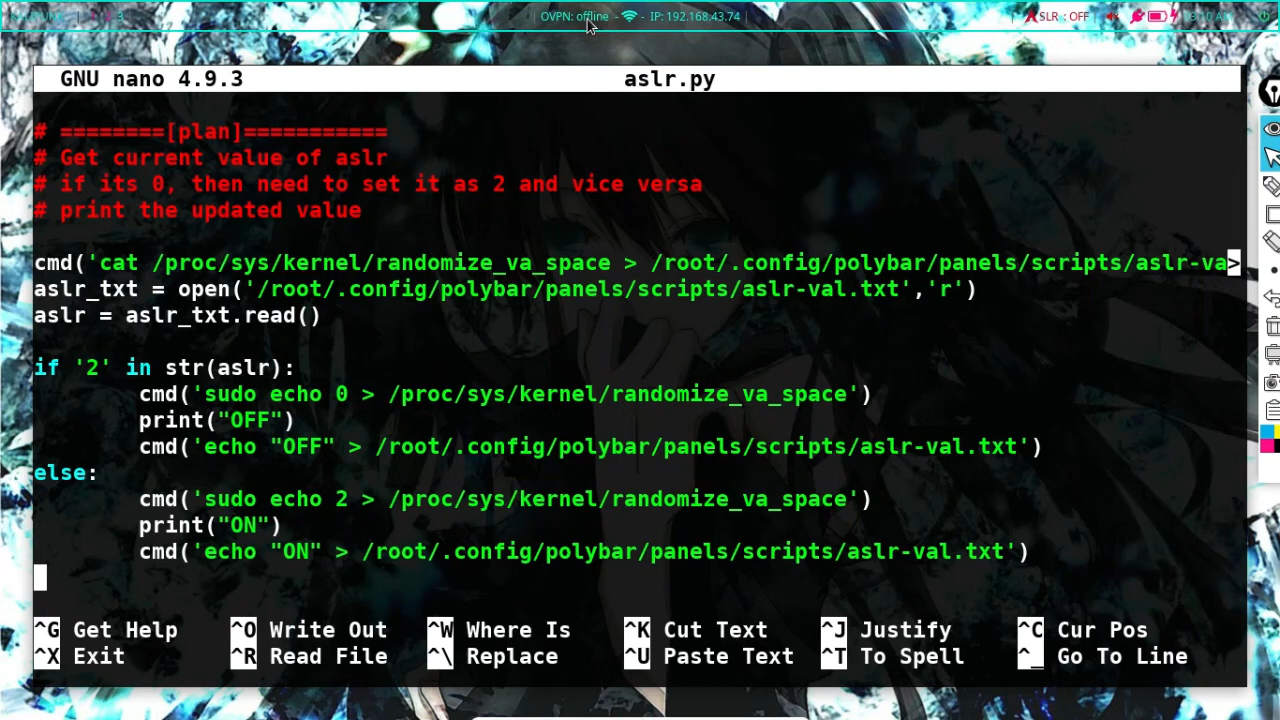 OVPN: offline - - IP: 192.168.43.74
SLR : OFF
GNU nano 4.9.3 aslr.py
# ========[plan]===========
# Get current value of aslr
# if its 0, then need to set it as 2 and vice versa
# print the updated value
cmd('cat /proc/sys/kernel/randomize_va_space > /root/.config/polybar/panels/scripts/aslr-va>
aslr_txt = open('/root/.config/polybar/panels/scripts/aslr-val.txt','r')
aslr = aslr_txt.read()
if '2' in str(aslr):
        cmd('sudo echo 0 > /proc/sys/kernel/randomize_va_space')
        print("OFF")
        cmd('echo "OFF" > /root/.config/polybar/panels/scripts/aslr-val.txt')
else:
        cmd('sudo echo 2 > /proc/sys/kernel/randomize_va_space')
        print("ON")
        cmd('echo "ON" > /root/.config/polybar/panels/scripts/aslr-val.txt')
^G Get Help ^O Write Out ^W Where Is ^K Cut Text ^J Justify ^C Cur Pos
^X Exit ^R Read File ^\ Replace ^U Paste Text ^T To Spell ^_ Go To Line